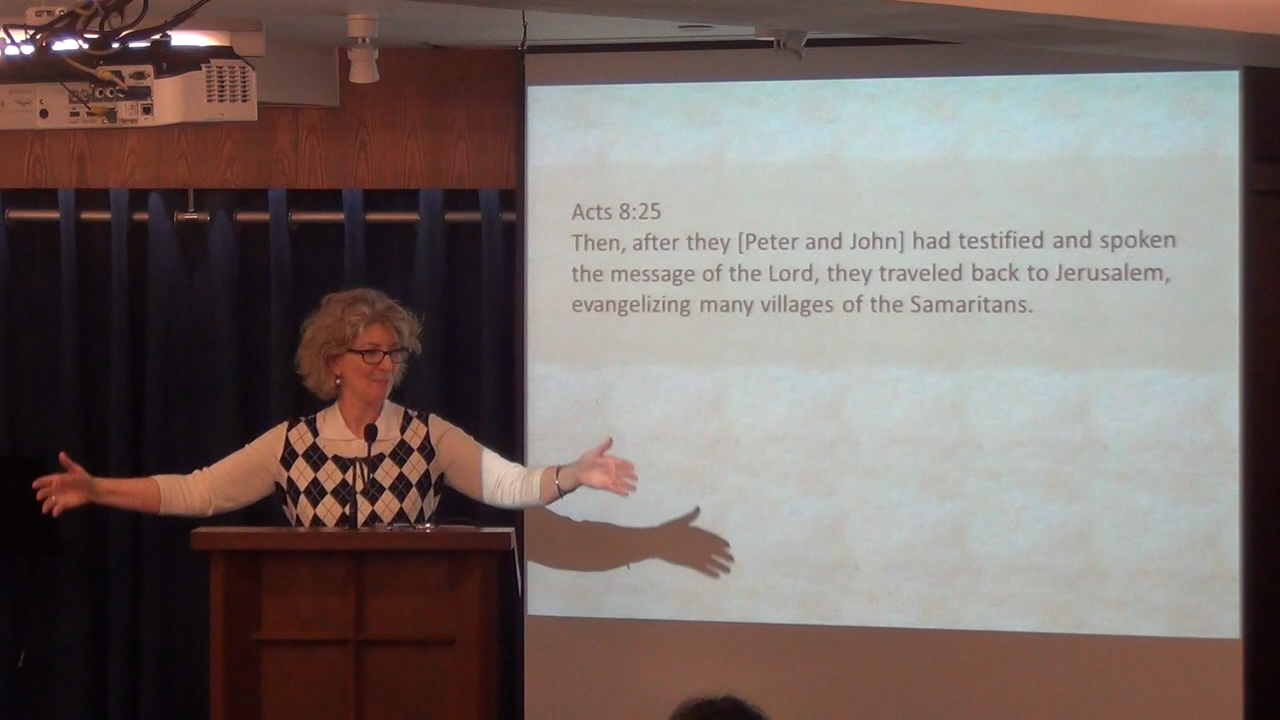 Acts 8:25
Then, after they [Peter and John] had testified and spoken
the message of the Lord, they traveled back to Jerusalem,
evangelizing many villages of the Samaritans.